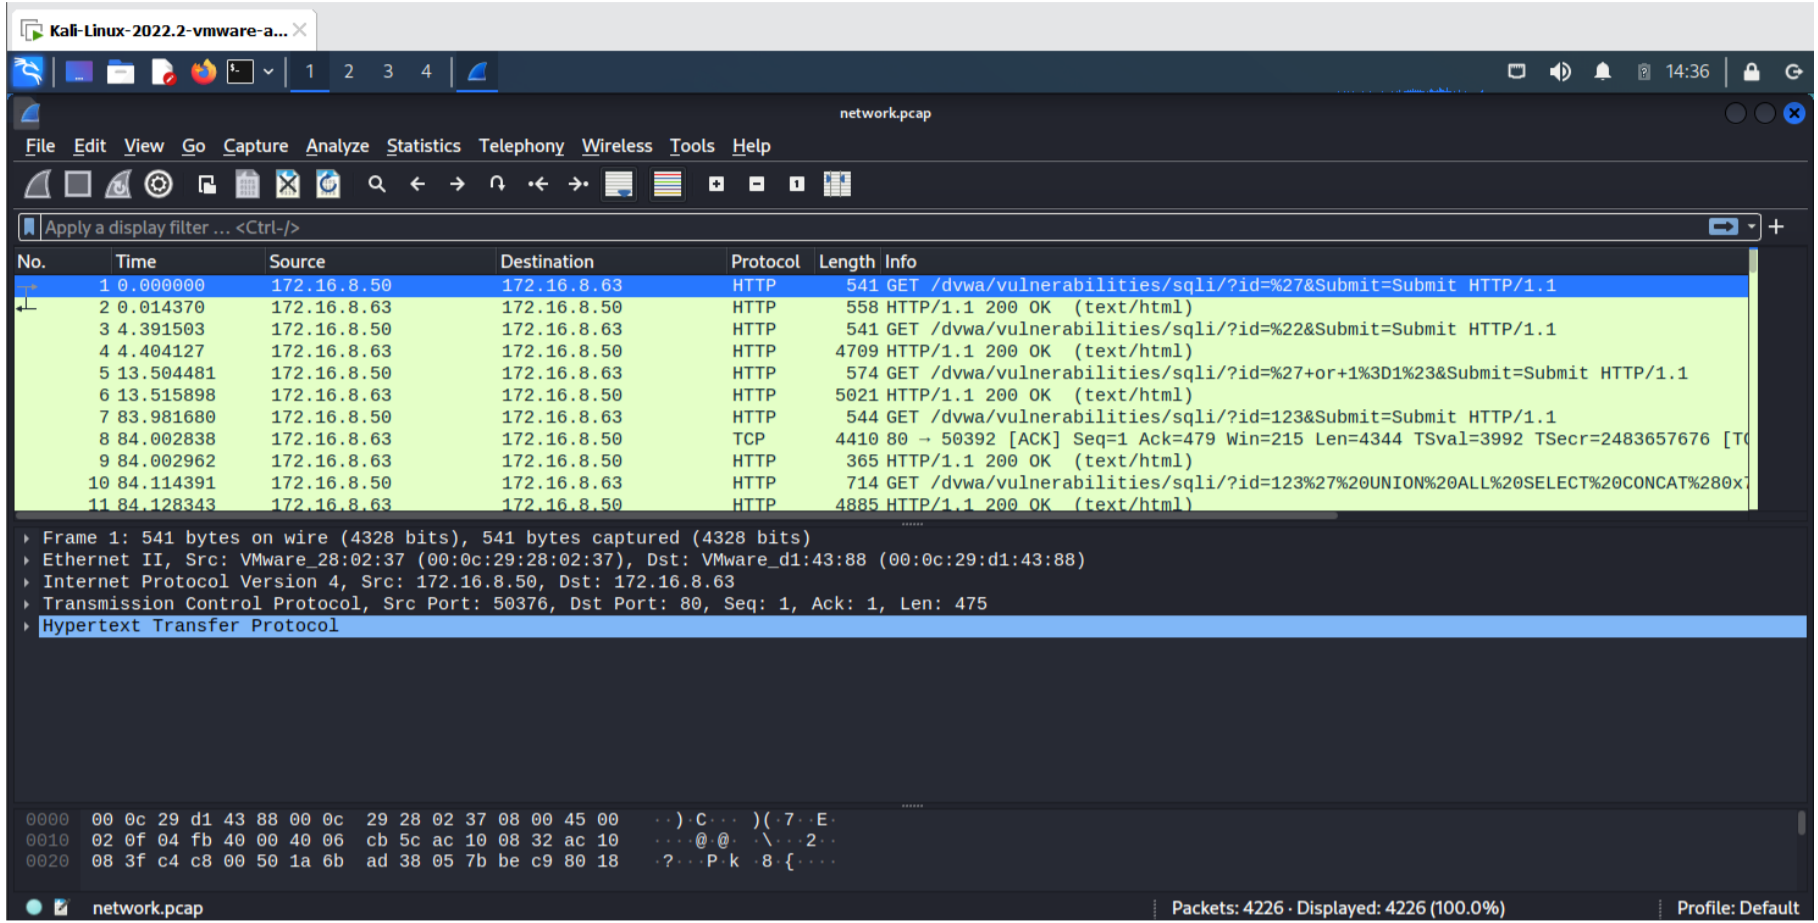 Kali-Linux-2022.2-vmware-a...
1 2 3 4 14:36
network.pcap
File Edit View Go Capture Analyze Statistics Telephony Wireless Tools Help
Apply a display filter … <Ctrl-/>
No. Time Source Destination Protocol Length Info
1 0.000000 172.16.8.50 172.16.8.63 HTTP 541 GET /dvwa/vulnerabilities/sqli/?id=%27&Submit=Submit HTTP/1.1
2 0.014370 172.16.8.63 172.16.8.50 HTTP 558 HTTP/1.1 200 OK (text/html)
3 4.391503 172.16.8.50 172.16.8.63 HTTP 541 GET /dvwa/vulnerabilities/sqli/?id=%22&Submit=Submit HTTP/1.1
4 4.404127 172.16.8.63 172.16.8.50 HTTP 4709 HTTP/1.1 200 OK (text/html)
5 13.504481 172.16.8.50 172.16.8.63 HTTP 574 GET /dvwa/vulnerabilities/sqli/?id=%27+or+1%3D1%23&Submit=Submit HTTP/1.1
6 13.515898 172.16.8.63 172.16.8.50 HTTP 5021 HTTP/1.1 200 OK (text/html)
7 83.981680 172.16.8.50 172.16.8.63 HTTP 544 GET /dvwa/vulnerabilities/sqli/?id=123&Submit=Submit HTTP/1.1
8 84.002838 172.16.8.63 172.16.8.50 TCP 4410 80 → 50392 [ACK] Seq=1 Ack=479 Win=215 Len=4344 TSval=3992 TSecr=2483657676 [TC
9 84.002962 172.16.8.63 172.16.8.50 HTTP 365 HTTP/1.1 200 OK (text/html)
10 84.114391 172.16.8.50 172.16.8.63 HTTP 714 GET /dvwa/vulnerabilities/sqli/?id=123%27%20UNION%20ALL%20SELECT%20CONCAT%280x7
11 84.128343 172.16.8.63 172.16.8.50 HTTP 4885 HTTP/1.1 200 OK (text/html)
Frame 1: 541 bytes on wire (4328 bits), 541 bytes captured (4328 bits)
Ethernet II, Src: VMware_28:02:37 (00:0c:29:28:02:37), Dst: VMware_d1:43:88 (00:0c:29:d1:43:88)
Internet Protocol Version 4, Src: 172.16.8.50, Dst: 172.16.8.63
Transmission Control Protocol, Src Port: 50376, Dst Port: 80, Seq: 1, Ack: 1, Len: 475
Hypertext Transfer Protocol
0000 00 0c 29 d1 43 88 00 0c 29 28 02 37 08 00 45 00 ··)·C··· )(·7··E·
0010 02 0f 04 fb 40 00 40 06 cb 5c ac 10 08 32 ac 10 ····@·@· ·\···2··
0020 08 3f c4 c8 00 50 1a 6b ad 38 05 7b be c9 80 18 ·?···P·k ·8·{····
network.pcap Packets: 4226 · Displayed: 4226 (100.0%) Profile: Default